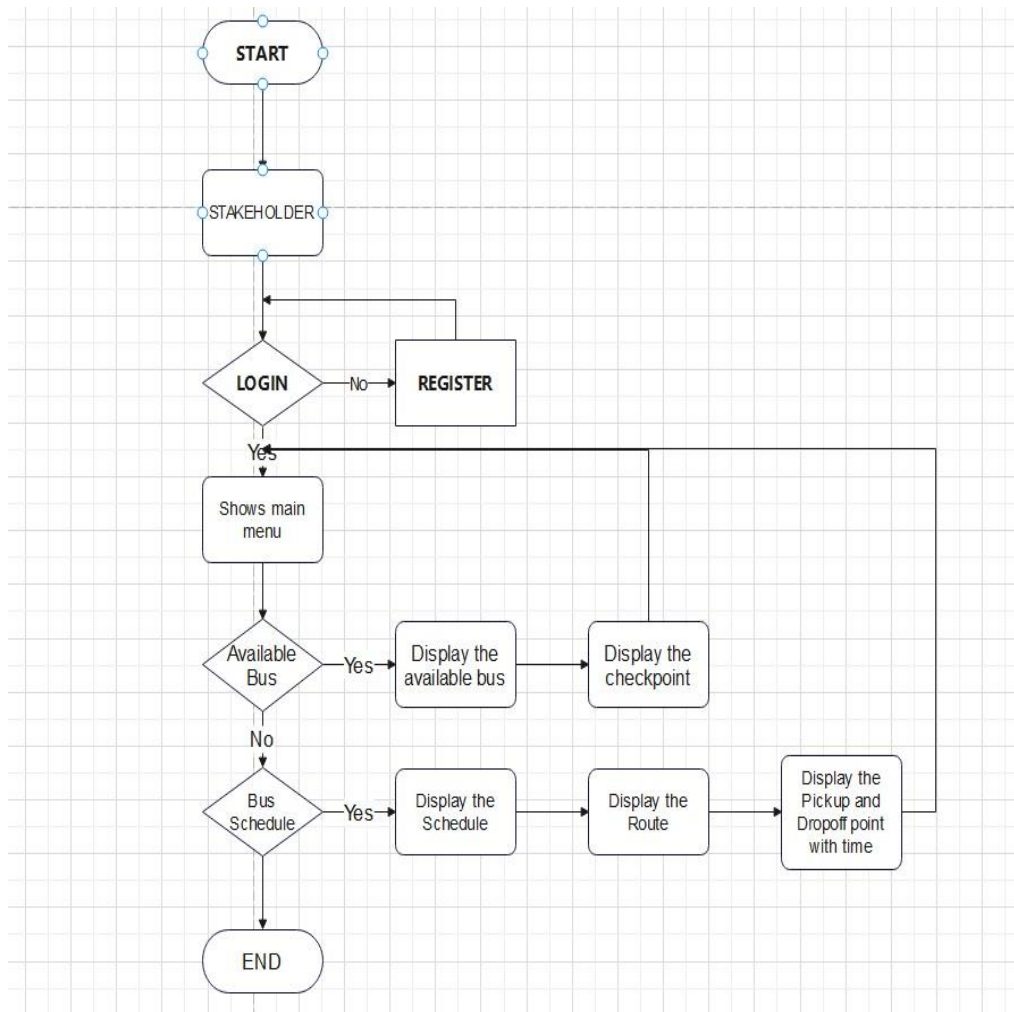 START
STAKEHOLDER
LOGIN
No
REGISTER
Yes
Shows main
menu
Available
Bus
Yes
Display the
available bus
Display the
checkpoint
No
Bus
Schedule
Yes
Display the
Schedule
Display the
Route
Display the
Pickup and
Dropoff point
with time
END